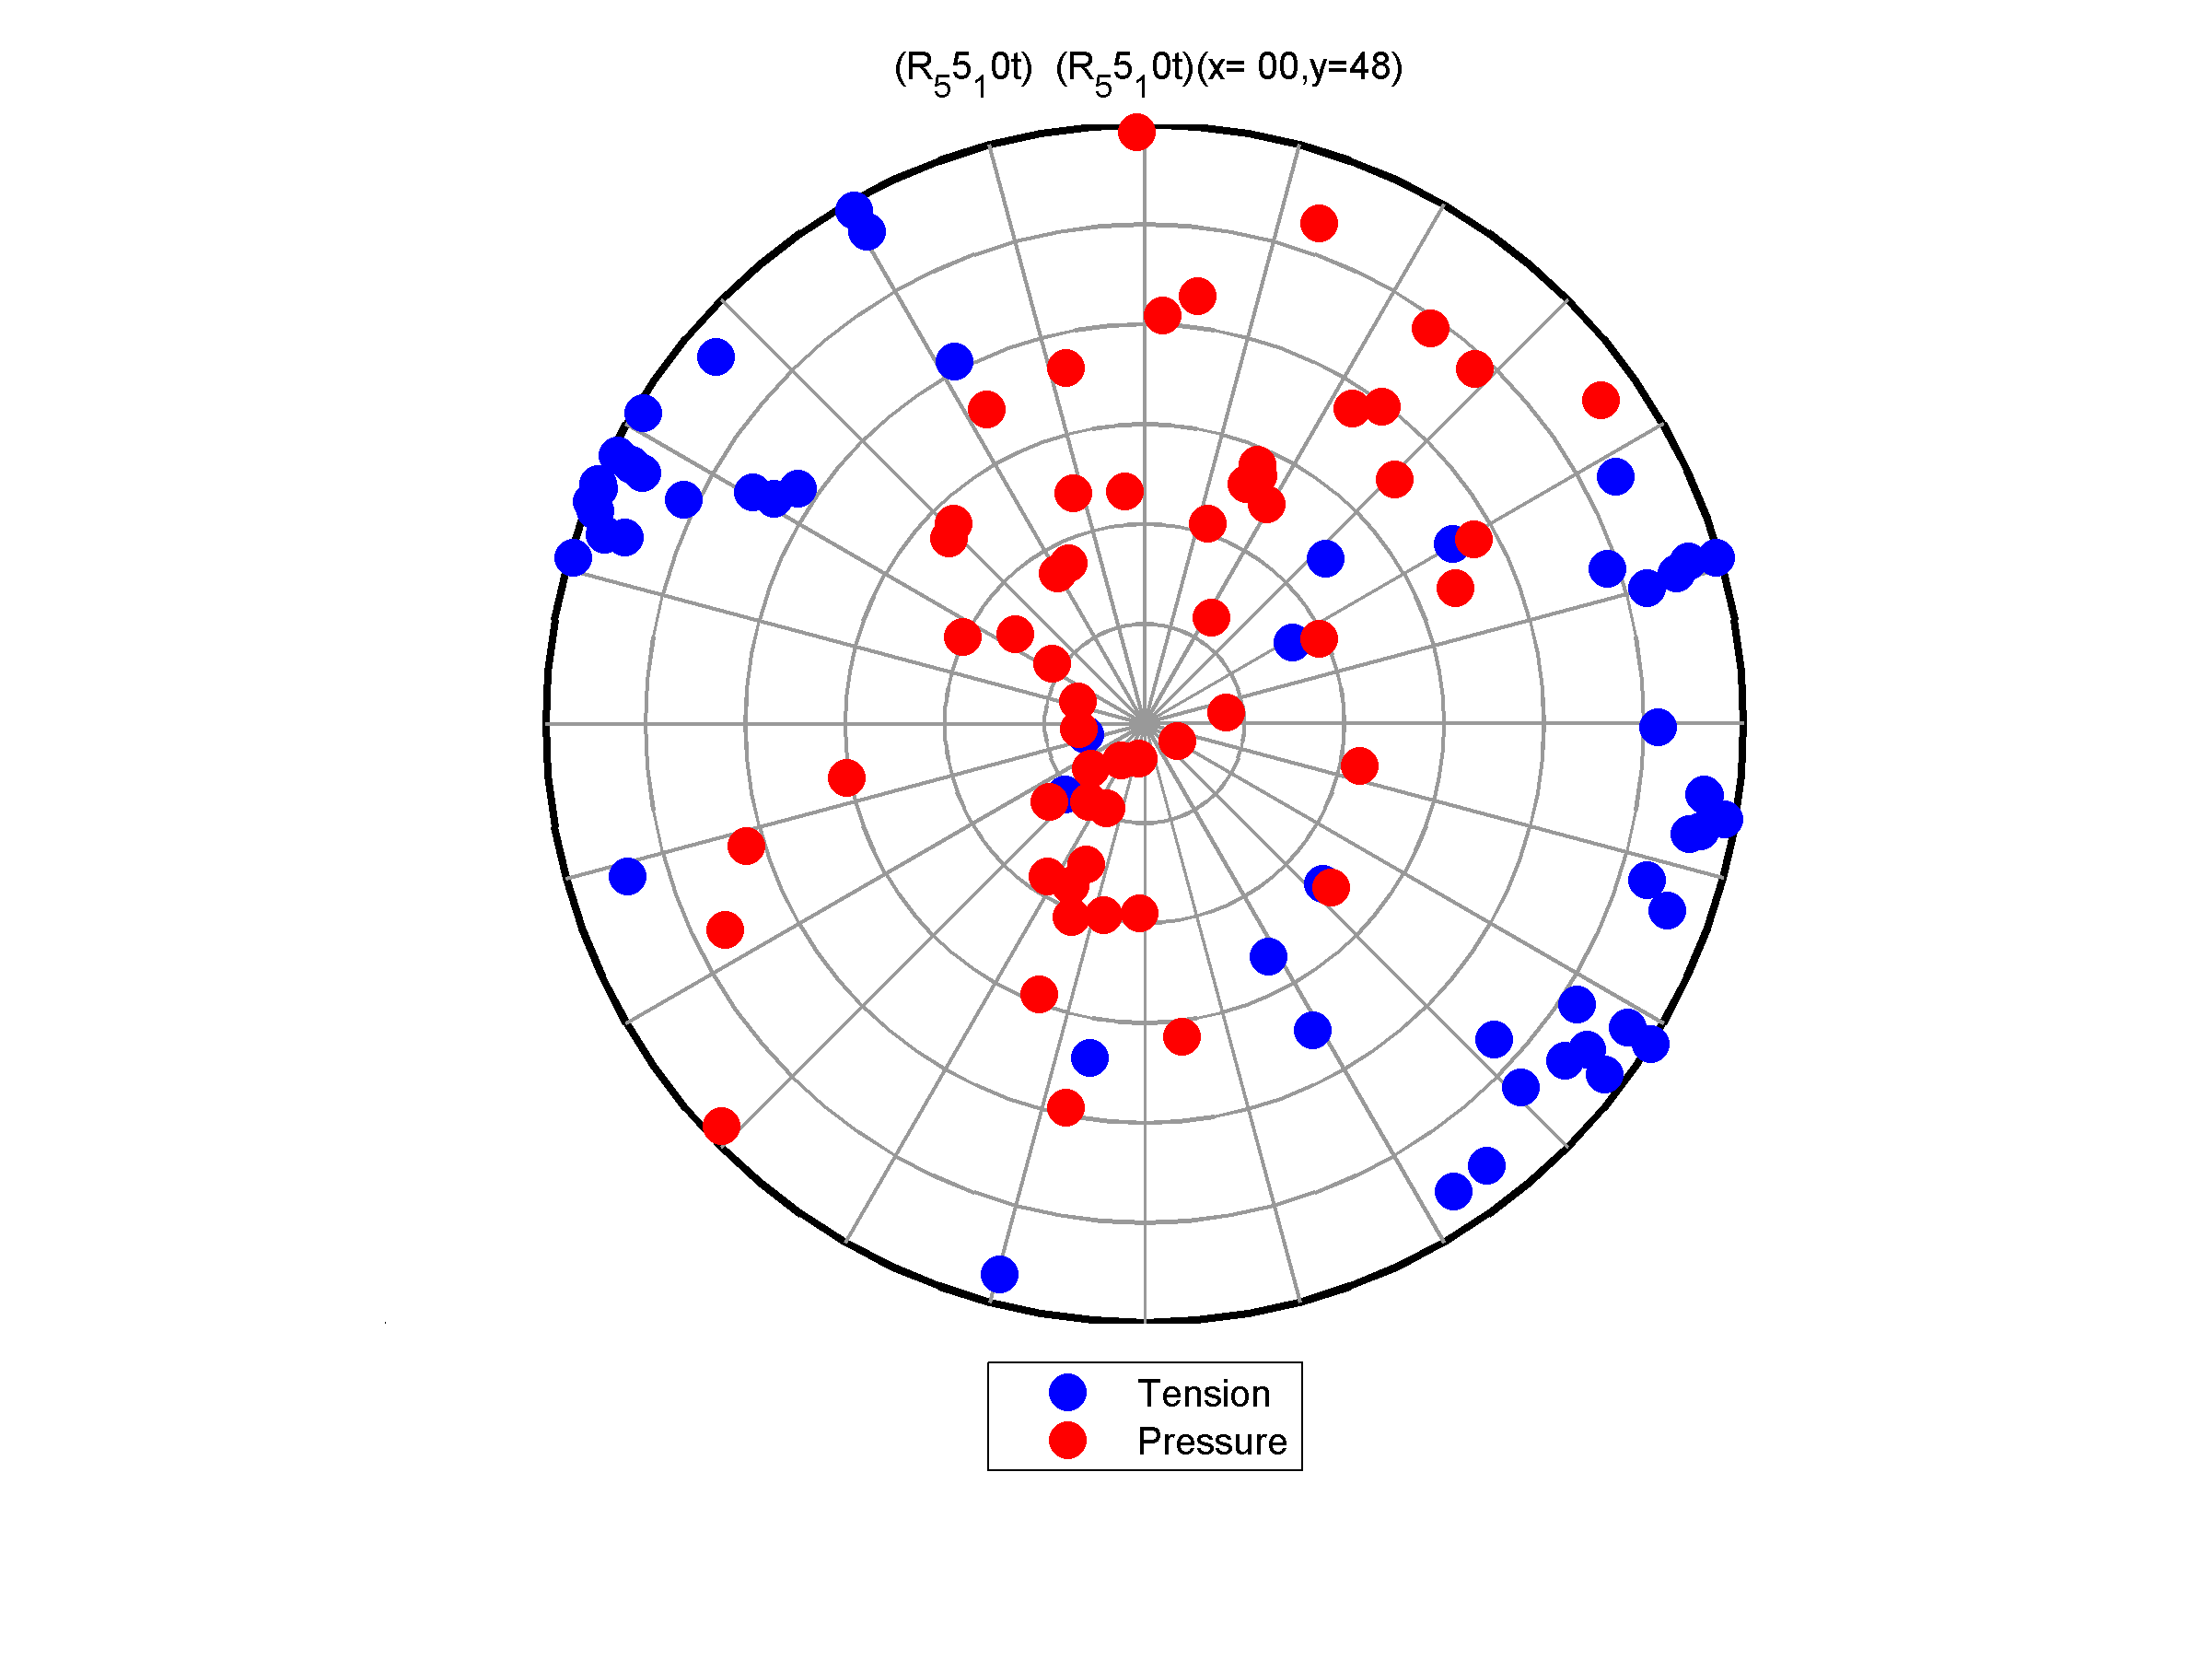 (R₅5₁0t) (R₅5₁0t)(x= 00,y=48)
Tension
Pressure